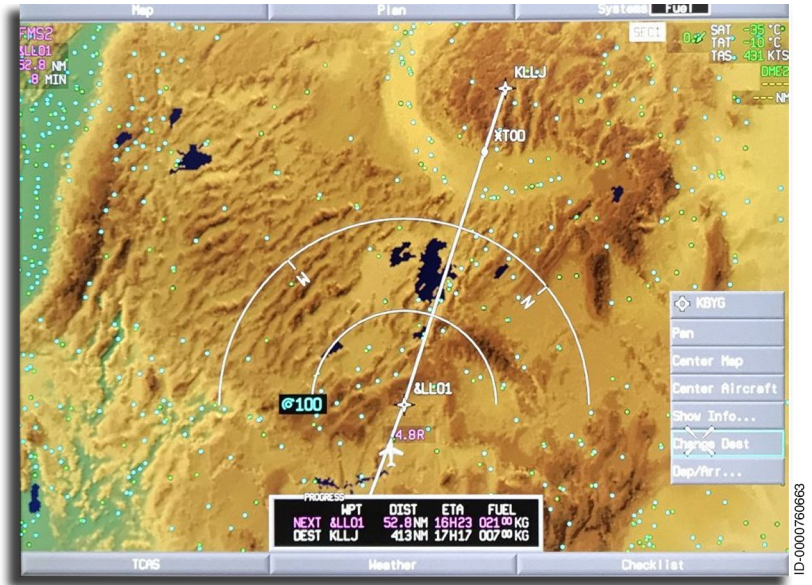 Map Plan Systems Fuel
FMS2
&LL01
52.8 NM
.8 MIN
SEC1
SAT -35 °C
TAT -10 °C
TAS 431 KTS
DME2
---- NM
KLLJ
XTOD
N
&LL01
100
4.8R
KBYG
Pan
Center Map
Center Aircraft
Show Info...
Change Dest
Dep/Arr...
PROGRESS
WPT DIST ETA FUEL
NEXT &LL01 52.8NM 16H23 02100KG
DEST KLLJ 413NM 17H17 00700KG
TCAS Weather Checklist
ID-0000760663